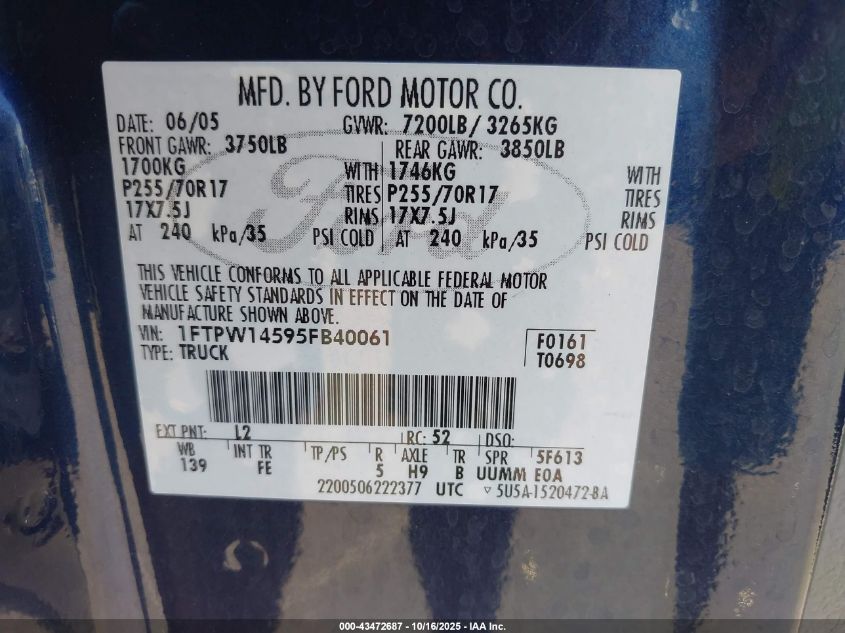 MFD. BY FORD MOTOR CO.
DATE: 06/05 GVWR: 7200LB/ 3265KG
FRONT GAWR: 3750LB REAR GAWR: 3850LB
1700KG WITH 1746KG WITH
P255/70R17 TIRES P255/70R17 TIRES
17X7.5J RIMS 17X7.5J RIMS
AT 240 kPa/35 PSI COLD AT 240 kPa/35 PSI COLD
Ford
THIS VEHICLE CONFORMS TO ALL APPLICABLE FEDERAL MOTOR
VEHICLE SAFETY STANDARDS IN EFFECT ON THE DATE OF
MANUFACTURE SHOWN ABOVE.
VIN: 1FTPW14595FB40061 F0161
TYPE: TRUCK T0698
EXT PNT: L2 RC: 52 DSO:
WB INT TR TP/PS R AXLE TR SPR 5F613
139 FE 5 H9 B UUMM EOA
2200506222377 UTC ▽ 5U5A-1520472-BA
000-43472687 - 10/16/2025 - IAA Inc.